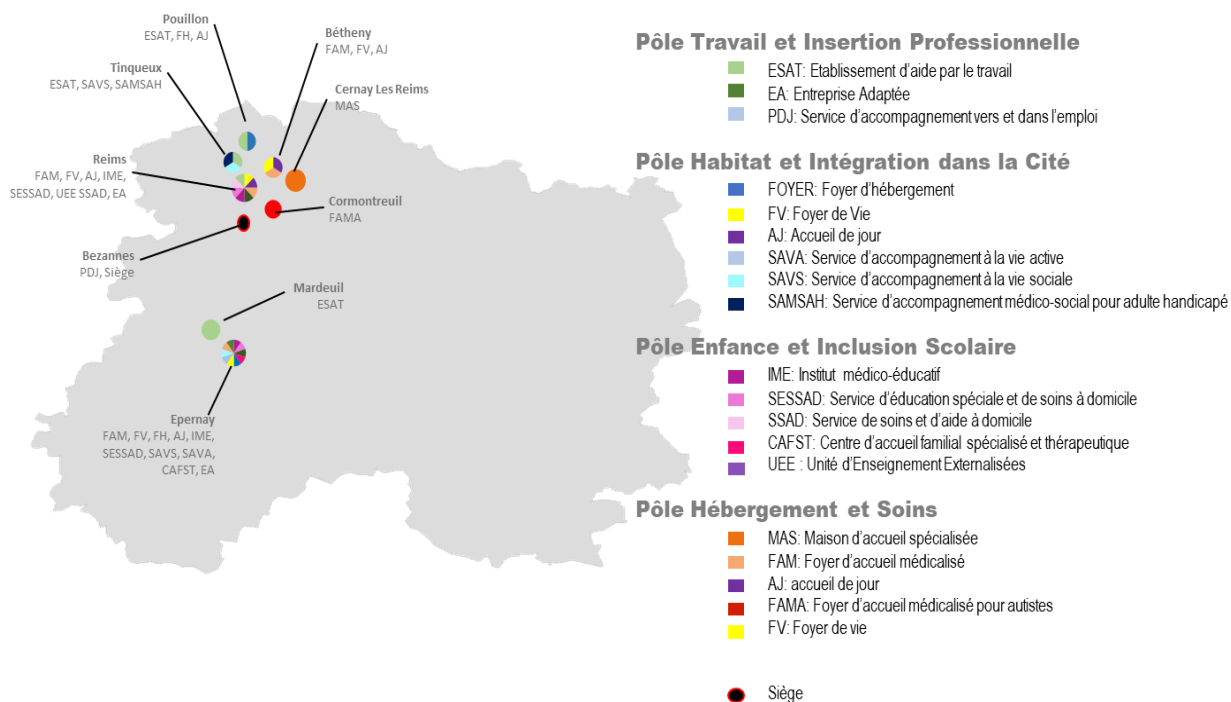 Pouillon
ESAT, FH, AJ
Bétheny
FAM, FV, AJ
Tinqueux
ESAT, SAVS, SAMSAH
Cernay Les Reims
MAS
Reims
FAM, FV, AJ, IME,
SESSAD, UEE SSAD, EA
Cormontreuil
FAMA
Bezannes
PDJ, Siège
Mardeuil
ESAT
Epernay
FAM, FV, FH, AJ, IME,
SESSAD, SAVS, SAVA,
CAFST, EA
Pôle Travail et Insertion Professionnelle
ESAT: Etablissement d'aide par le travail
EA: Entreprise Adaptée
PDJ: Service d'accompagnement vers et dans l'emploi
Pôle Habitat et Intégration dans la Cité
FOYER: Foyer d'hébergement
FV: Foyer de Vie
AJ: Accueil de jour
SAVA: Service d'accompagnement à la vie active
SAVS: Service d'accompagnement à la vie sociale
SAMSAH: Service d'accompagnement médico-social pour adulte handicapé
Pôle Enfance et Inclusion Scolaire
IME: Institut médico-éducatif
SESSAD: Service d'éducation spéciale et de soins à domicile
SSAD: Service de soins et d'aide à domicile
CAFST: Centre d'accueil familial spécialisé et thérapeutique
UEE : Unité d'Enseignement Externalisées
Pôle Hébergement et Soins
MAS: Maison d'accueil spécialisée
FAM: Foyer d'accueil médicalisé
AJ: accueil de jour
FAMA: Foyer d'accueil médicalisé pour autistes
FV: Foyer de vie
Siège